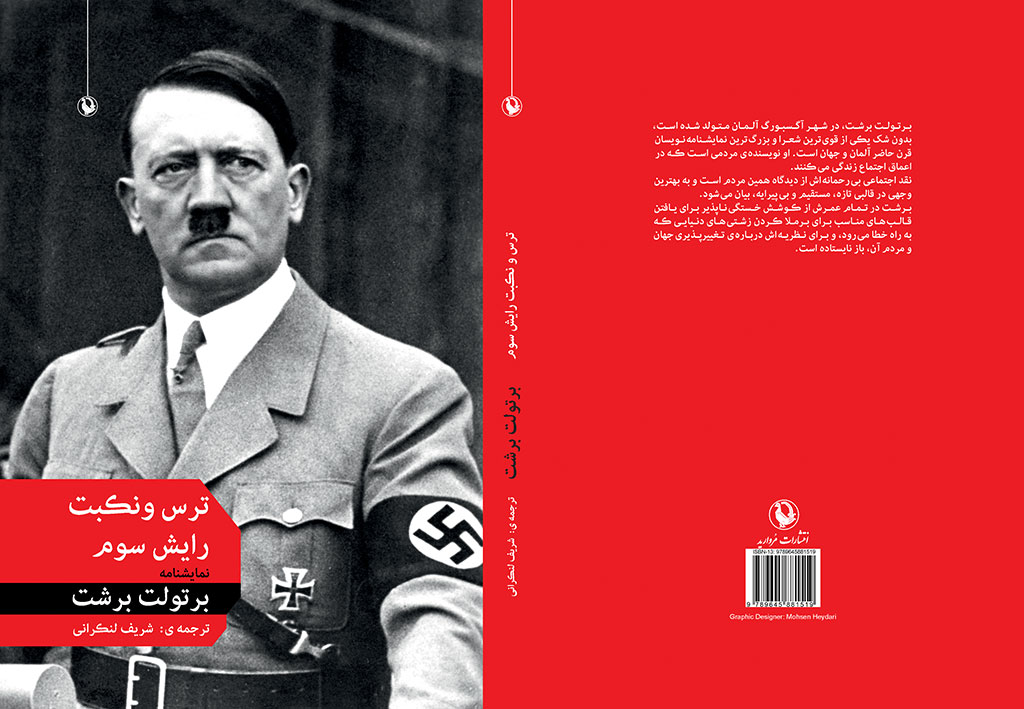 ترس و نکبت
رایش سوم
نمایشنامه
برتولت برشت
ترجمه ی: شریف لنکرانی
ترس و نکبت رایش سوم
برتولت برشت
ترجمه ی: شریف لنکرانی
برتولت برشت، در شهر آگسبورگ آلمان متولد شده است،
بدون شک یکی از قوی‌ترین شعرا و بزرگ‌ترین نمایشنامه‌نویسان
قرن حاضر آلمان و جهان است. او نویسنده‌ی مردمی است که در
اعماق اجتماع زندگی می‌کنند.
نقد اجتماعی بی‌رحمانه‌اش از دیدگاه همین مردم است و به بهترین
وجهی در قالبی تازه، مستقیم و بی‌پیرایه، بیان می‌شود.
برشت در تمام عمرش از کوشش خستگی‌ناپذیر برای یافتن
قالب‌های مناسب برای برملا کردن زشتی‌های دنیایی که
به راه خطا می‌رود، و برای نظریه‌اش درباره‌ی تغییرپذیری جهان
و مردم آن، باز نایستاده است.
انتشارات مروارید
ISBN-13: 9789645881519
9 789645 881519
Graphic Designer: Mohsen Heydari